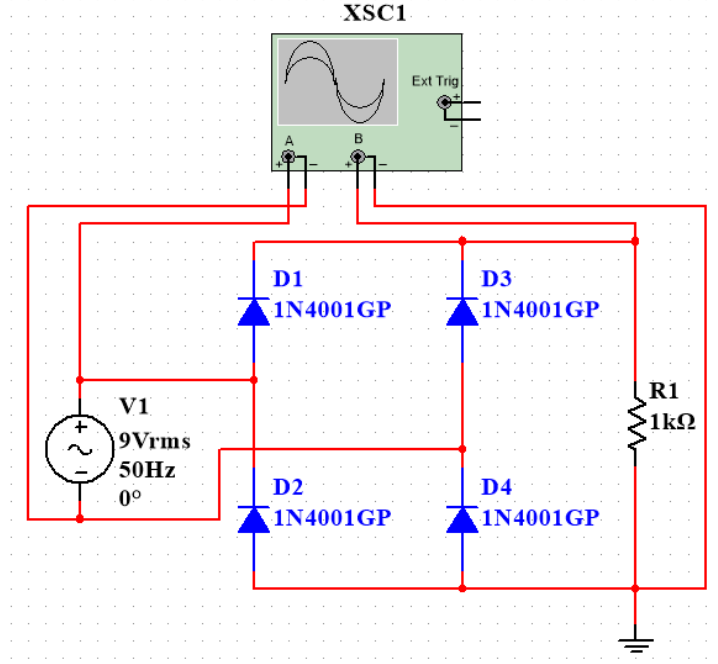 XSC1
Ext Trig
+
−
A
B
+ − + −
D1
1N4001GP
D3
1N4001GP
V1
+
−
9Vrms
50Hz
0°
R1
1kΩ
D2
1N4001GP
D4
1N4001GP